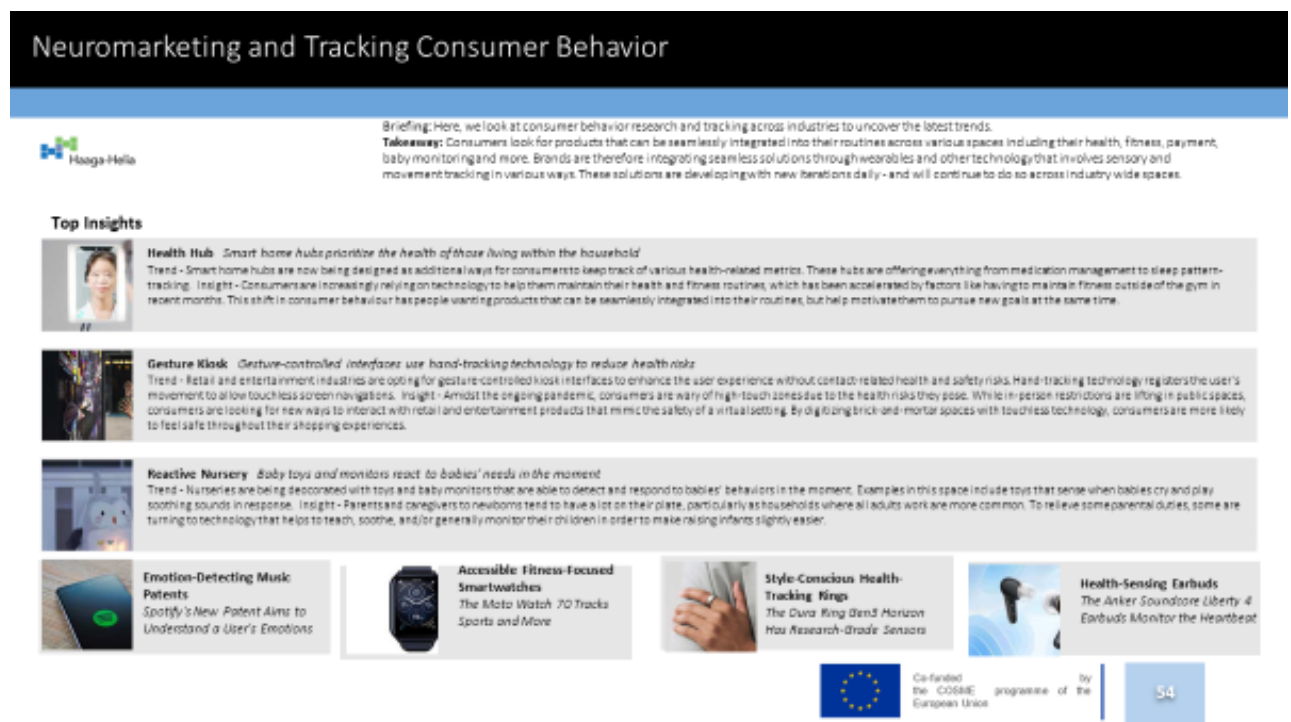 Neuromarketing and Tracking Consumer Behavior
Haaga-Helia
Briefing: Here, we look at consumer behavior research and tracking across industries to uncover the latest trends.
Takeaway: Consumers look for products that can be seamlessly integrated into their routines across various spaces including their health, fitness, payment,
baby monitoring and more. Brands are therefore integrating seamless solutions through wearables and other technology that involves sensory and
movement tracking in various ways. These solutions are developing with new iterations daily - and will continue to do so across industry wide spaces.
Top Insights
Health Hub Smart home hubs prioritize the health of those living within the household
Trend - Smart home hubs are now being designed as additional ways for consumers to keep track of various health-related metrics. These hubs are offering everything from medication management to sleep pattern-
tracking. Insight - Consumers are increasingly relying on technology to help them maintain their health and fitness routines, which has been accelerated by factors like having to maintain fitness outside of the gym in
recent months. This shift in consumer behaviour has people wanting products that can be seamlessly integrated into their routines, but help motivate them to pursue new goals at the same time.
Gesture Kiosk Gesture-controlled interfaces use hand-tracking technology to reduce health risks
Trend - Retail and entertainment industries are opting for gesture-controlled kiosk interfaces to enhance the user experience without contact-related health and safety risks. Hand-tracking technology registers the user's
movement to allow touchless screen navigations. Insight - Amidst the ongoing pandemic, consumers are wary of high-touch zones due to the health risks they pose. While in-person restrictions are lifting in public spaces,
consumers are looking for new ways to interact with retail and entertainment products that mimic the safety of a virtual setting. By digitizing brick-and-mortar spaces with touchless technology, consumers are more likely
to feel safe throughout their shopping experiences.
Reactive Nursery Baby toys and monitors react to babies' needs in the moment
Trend - Nurseries are being deocorated with toys and baby monitors that are able to detect and respond to babies' behaviors in the moment. Examples in this space include toys that sense when babies cry and play
soothing sounds in response. Insight - Parents and caregivers to newborns tend to have a lot on their plate, particularly as households where all adults work are more common. To relieve some parental duties, some are
turning to technology that helps to teach, soothe, and/or generally monitor their children in order to make raising infants slightly easier.
Emotion-Detecting Music
Patents
Spotify's New Patent Aims to
Understand a User's Emotions
Accessible Fitness-Focused
Smartwatches
The Moto Watch 70 Tracks
Sports and More
Style-Conscious Health-
Tracking Rings
The Oura Ring Gen3 Horizon
Has Research-Grade Sensors
Health-Sensing Earbuds
The Anker Soundcore Liberty 4
Earbuds Monitor the Heartbeat
Co-funded by
the COSME programme of the
European Union
54